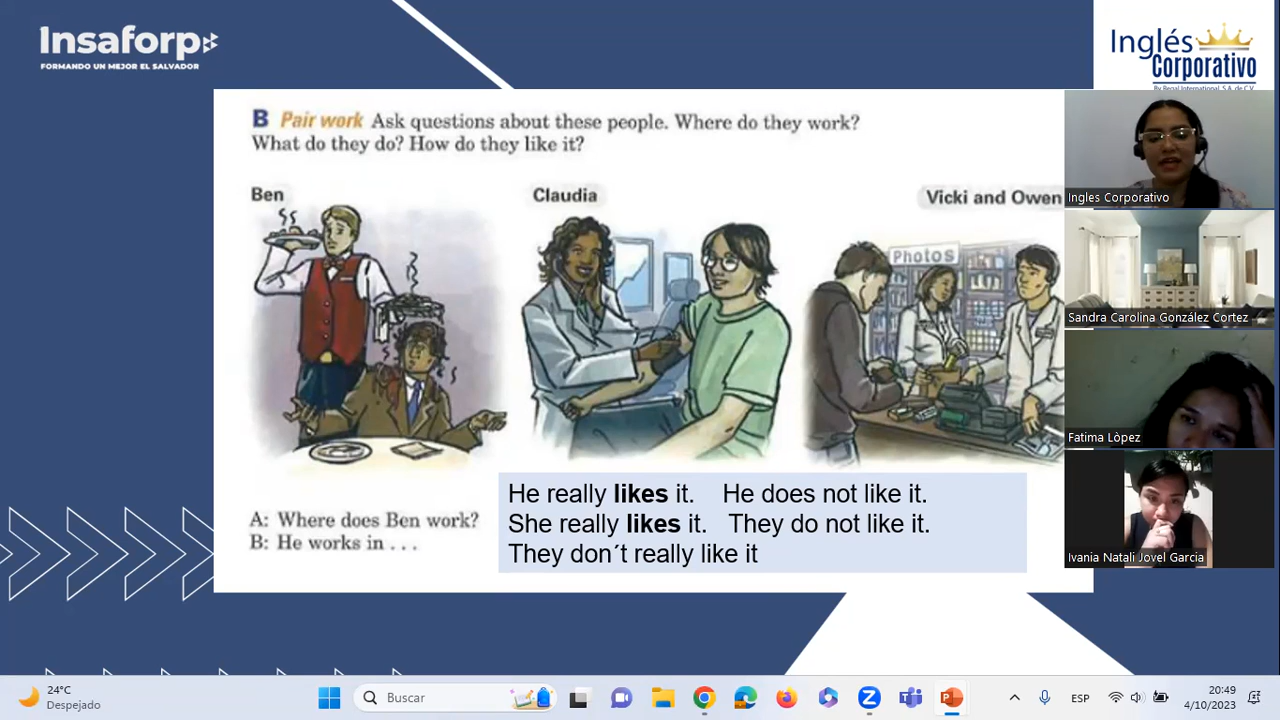 Insaforp
FORMANDO UN MEJOR EL SALVADOR
Inglés
Corporativo
By Regal International, S.A. de C.V.
B Pair work Ask questions about these people. Where do they work?
What do they do? How do they like it?
Ben
Claudia
Vicki and Owen
Photos
A: Where does Ben work?
B: He works in . . .
He really likes it. He does not like it.
She really likes it. They do not like it.
They don´t really like it
Ingles Corporativo
Sandra Carolina González Cortez
Fatima Lòpez
Ivania Natali Jovel Garcia
24°C
Despejado
Buscar
ESP
20:49
4/10/2023